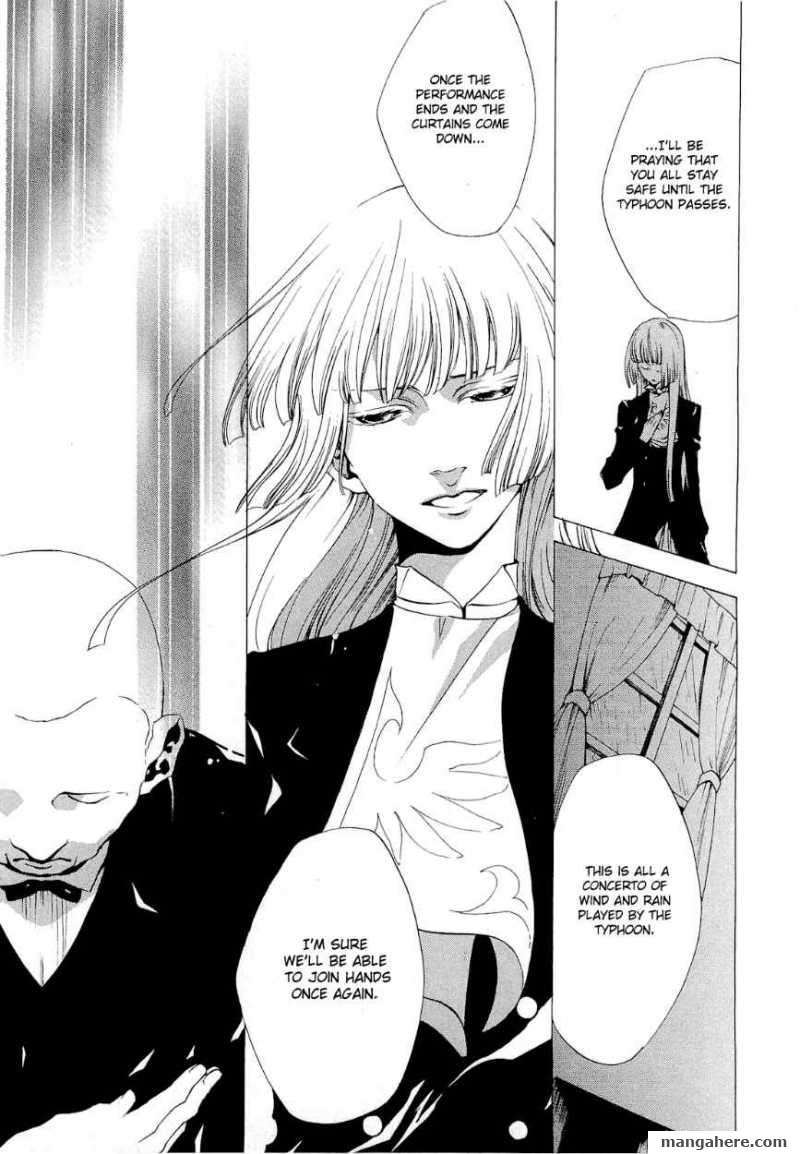 ...I'LL BE
PRAYING THAT
YOU ALL STAY
SAFE UNTIL THE
TYPHOON PASSES.
THIS IS ALL A
CONCERTO OF
WIND AND RAIN
PLAYED BY THE
TYPHOON.
ONCE THE
PERFORMANCE
ENDS AND THE
CURTAINS COME
DOWN...
I'M SURE
WE'LL BE ABLE
TO JOIN HANDS
ONCE AGAIN.
mangahere.com